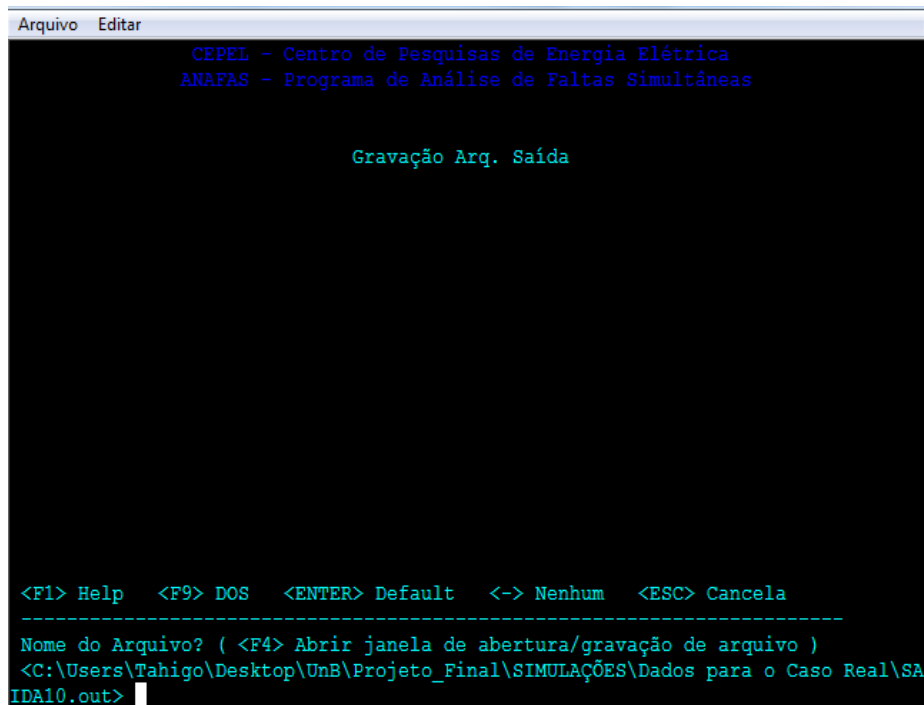 Arquivo Editar
CEPEL - Centro de Pesquisas de Energia Elétrica
ANAFAS - Programa de Análise de Faltas Simultâneas
Gravação Arq. Saída
<F1> Help <F9> DOS <ENTER> Default <-> Nenhum <ESC> Cancela
------------------------------------------------------------------------
Nome do Arquivo? ( <F4> Abrir janela de abertura/gravação de arquivo )
<C:\Users\Tahigo\Desktop\UnB\Projeto_Final\SIMULAÇÕES\Dados para o Caso Real\SA
IDA10.out>